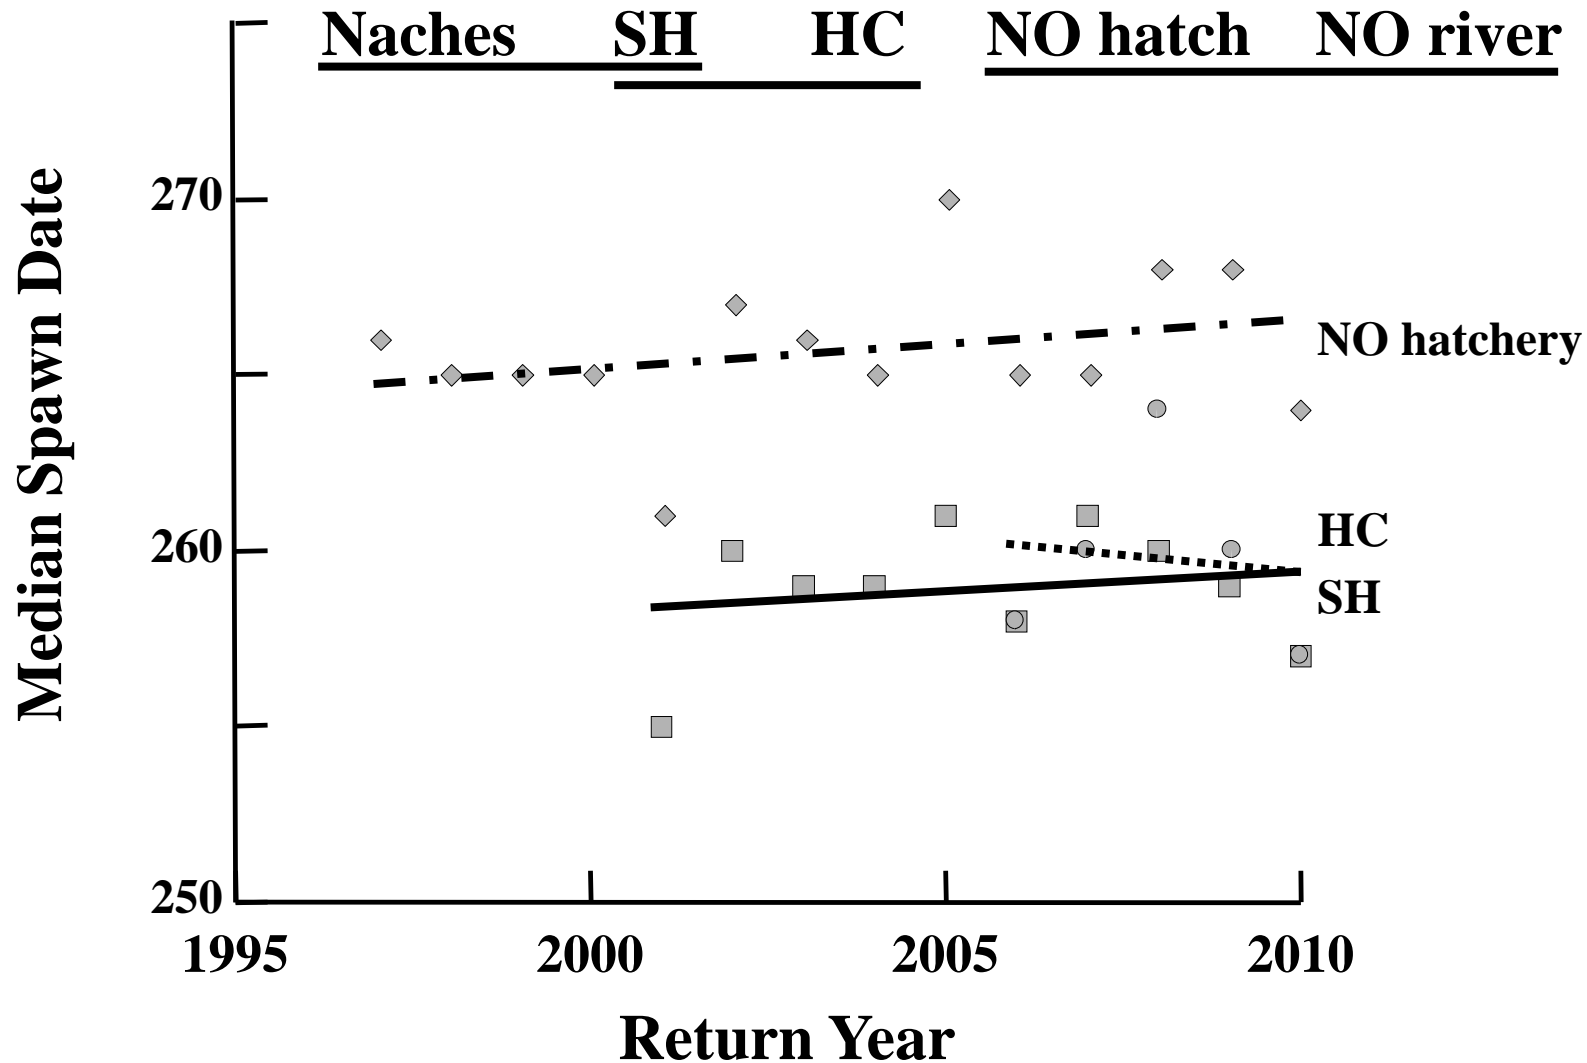 Naches SH HC NO hatch NO river
Median Spawn Date
270
NO hatchery
HC
260
SH
250
1995 2000 2005 2010
Return Year